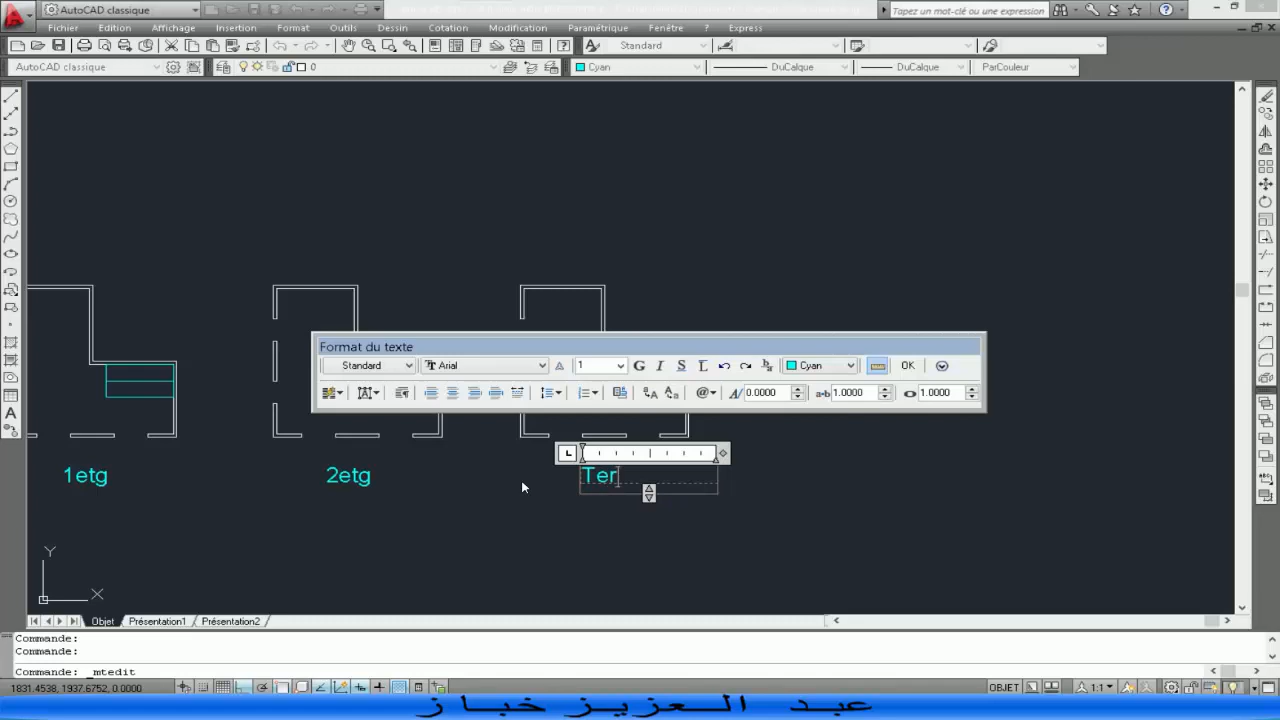 AutoCAD classique
Tapez un mot-clé ou une expression
Fichier Edition Affichage Insertion Format Outils Dessin Cotation Modification Paramétrique Fenêtre ? Express
Standard
AutoCAD classique 0 Cyan DuCalque DuCalque ParCouleur
Format du texte
Standard Arial 1 G I S L Cyan OK
@ 0.0000 a•b 1.0000 1.0000
1etg 2etg Ter
Y
X
Objet Présentation1 Présentation2
Commande:
Commande:
Commande: _mtedit
1831.4538, 1937.6752, 0.0000 OBJET 1:1
عبد العزيز خباز